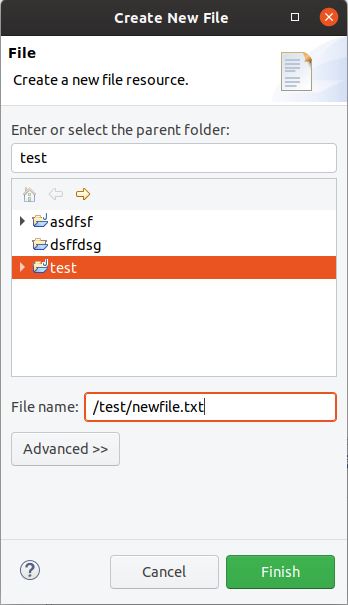 Create New File
File
Create a new file resource.
Enter or select the parent folder:
test
asdfsf
dsffdsg
test
File name: /test/newfile.txt
Advanced >>
? Cancel Finish